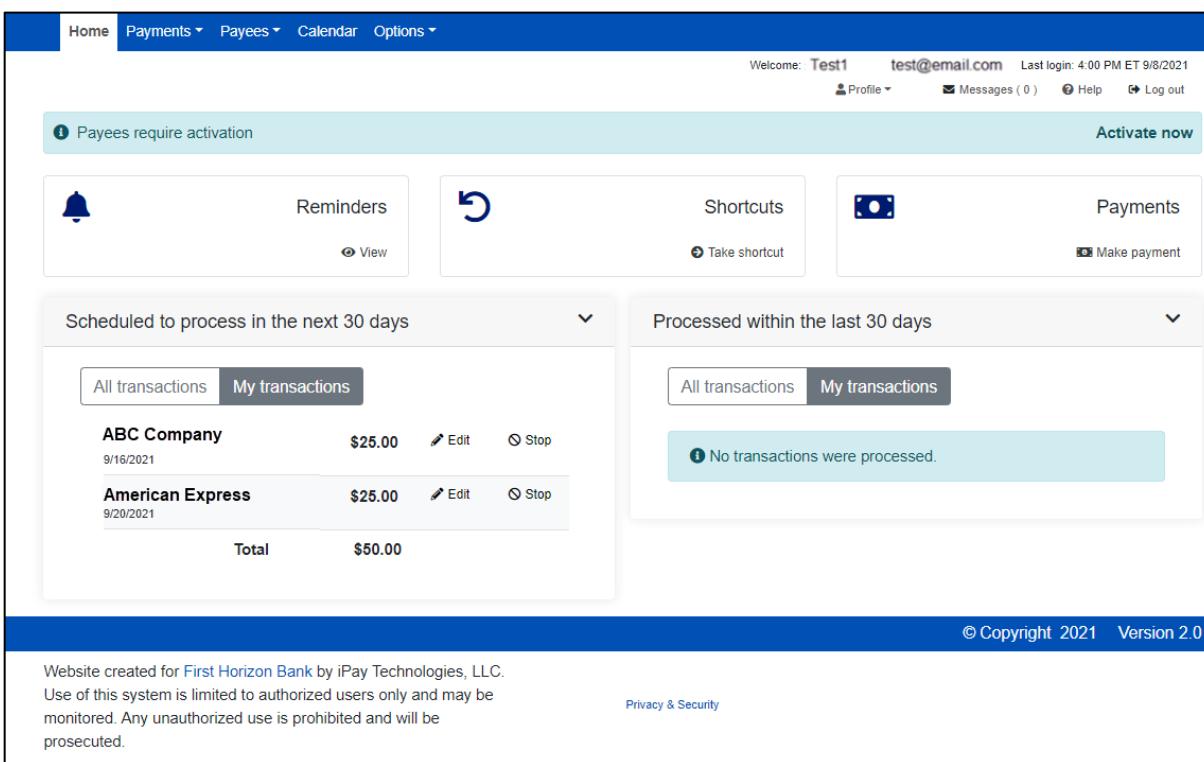 Home Payments Payees Calendar Options
Welcome: Test1 test@email.com Last login: 4:00 PM ET 9/8/2021
Profile Messages ( 0 ) Help Log out
Payees require activation Activate now
Reminders
View
Shortcuts
Take shortcut
Payments
Make payment
Scheduled to process in the next 30 days
All transactions My transactions
ABC Company $25.00 Edit Stop
9/16/2021
American Express $25.00 Edit Stop
9/20/2021
Total $50.00
Processed within the last 30 days
All transactions My transactions
No transactions were processed.
© Copyright 2021 Version 2.0
Website created for First Horizon Bank by iPay Technologies, LLC.
Use of this system is limited to authorized users only and may be
monitored. Any unauthorized use is prohibited and will be
prosecuted.
Privacy & Security